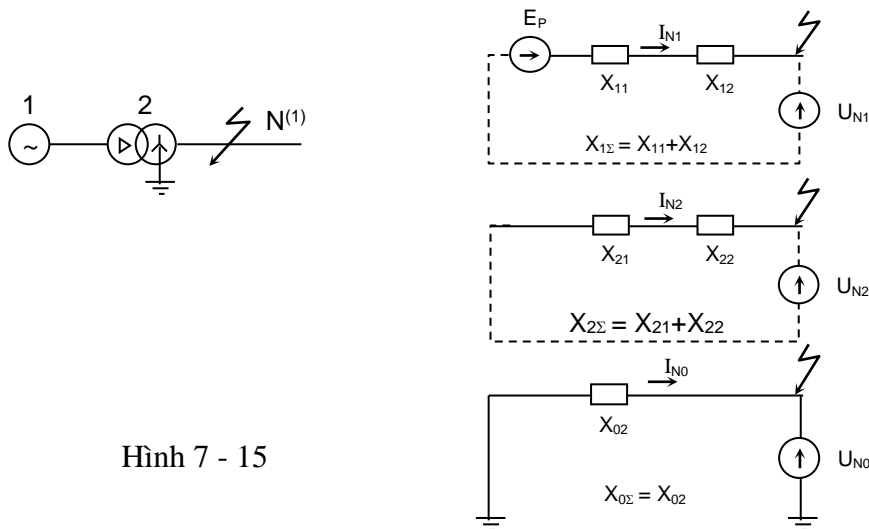 1
2
N(1)
~
Hình 7 - 15
EP
IN1
X11
X12
UN1
X1Σ = X11+X12
IN2
X21
X22
UN2
X2Σ = X21+X22
IN0
X02
UN0
X0Σ = X02